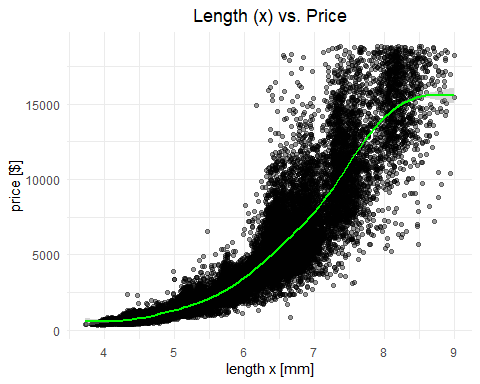 Length (x) vs. Price
price [$]
15000
10000
5000
0
4 5 6 7 8 9
length x [mm]